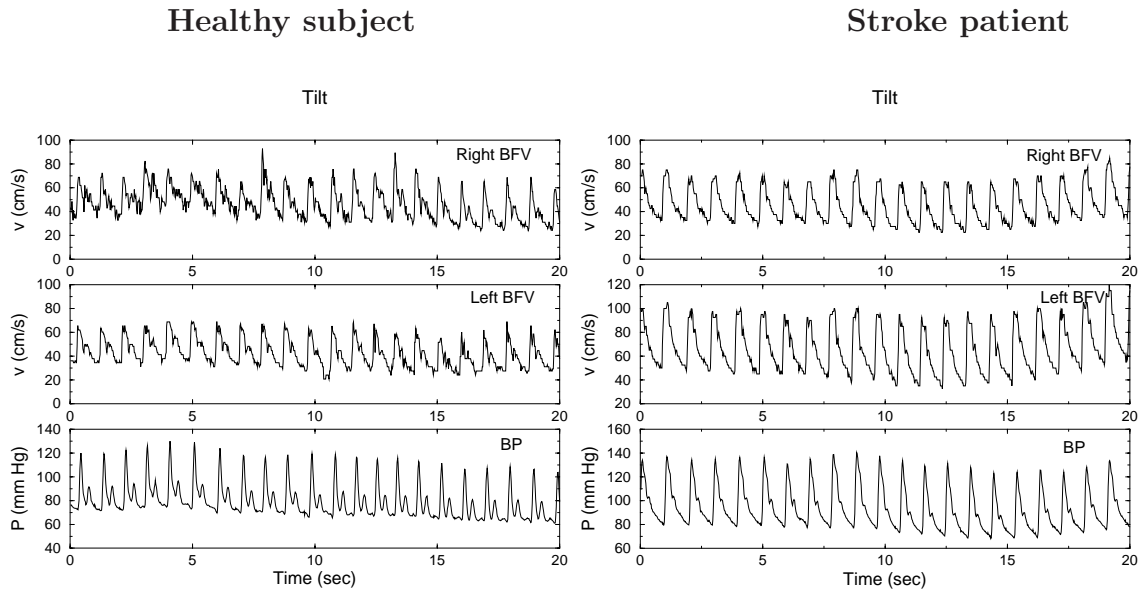 Healthy subject
Stroke patient
Tilt
Tilt
100
80
60
40
20
0
v (cm/s)
Right BFV
0 5 10 15 20
100
80
60
40
20
0
v (cm/s)
Left BFV
0 5 10 15 20
140
120
100
80
60
40
P (mm Hg)
BP
0 5 10 15 20
Time (sec)
100
80
60
40
20
0
v (cm/s)
Right BFV
0 5 10 15 20
120
100
80
60
40
20
v (cm/s)
Left BFV
0 5 10 15 20
160
140
120
100
80
60
P (mm Hg)
BP
0 5 10 15 20
Time (sec)